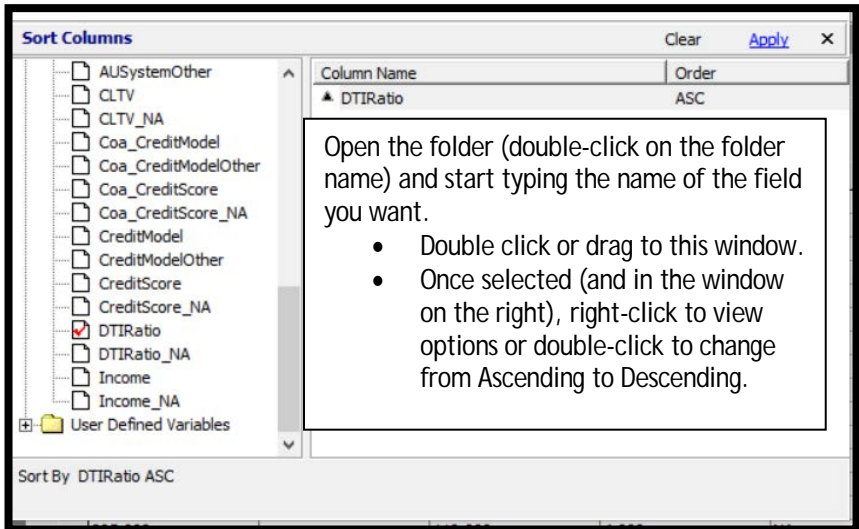 Sort Columns Clear Apply ×
AUSystemOther
CLTV
CLTV_NA
Coa_CreditModel
Coa_CreditModelOther
Coa_CreditScore
Coa_CreditScore_NA
CreditModel
CreditModelOther
CreditScore
CreditScore_NA
DTIRatio
DTIRatio_NA
Income
Income_NA
User Defined Variables
Column Name Order
DTIRatio ASC
Open the folder (double-click on the folder
name) and start typing the name of the field
you want.
• Double click or drag to this window.
• Once selected (and in the window
on the right), right-click to view
options or double-click to change
from Ascending to Descending.
Sort By DTIRatio ASC